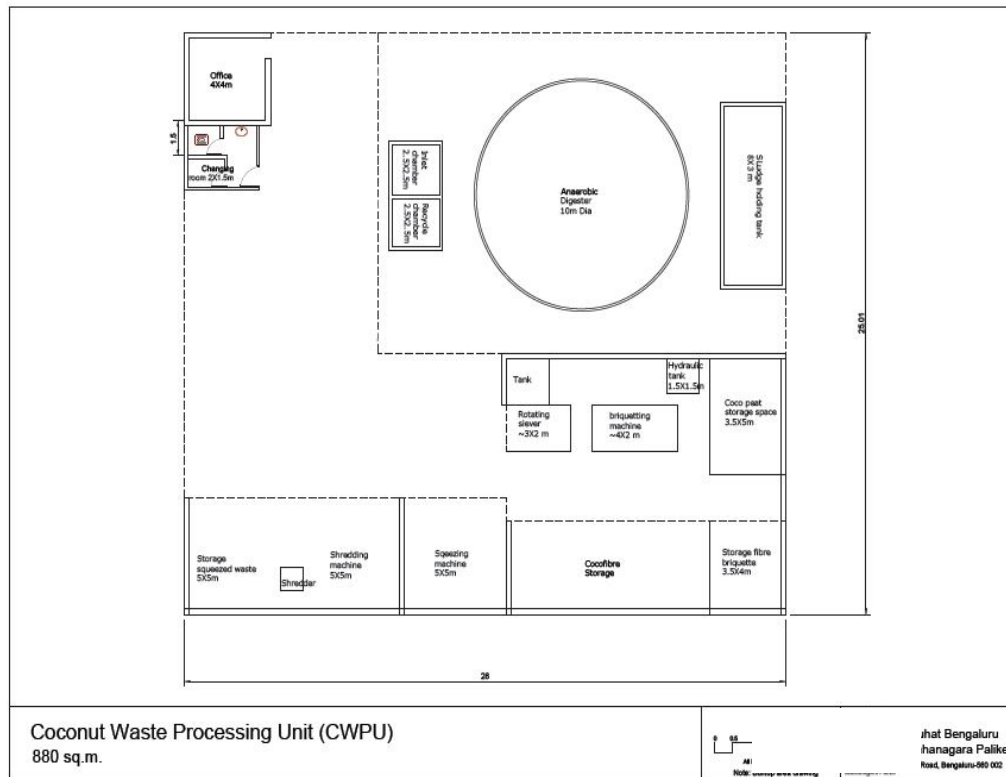 Office
4X4m
1.5
Changing
room 2X1.5m
Inlet
chamber
2..5X2.5m
Recycle
chamber
2.5X2..5m
Anaerobic
Digester
10m Dia
Sludge holding tank
8X3 m
25.01
Tank
Hydraulic
tank
1.5X1.5m
Rotating
siever
~3X2 m
briquetting
machine
~4X2 m
Coco peat
storage space
3.5X5m
Storage
squeezed waste
5X5m
Shredder
Shredding
machine
5X5m
Sqeezing
machine
5X5m
Cocofibre
Storage
Storage fibre
briquette
3.5X4m
28
Coconut Waste Processing Unit (CWPU)
880 sq.m.
0 0.5
All
Note:
uhat Bengaluru
hanagara Palike
Road, Bengaluru-560 002